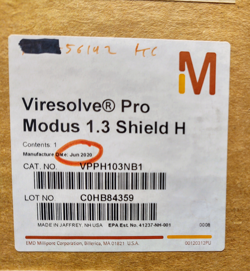 56142 HC
M
Viresolve® Pro
Modus 1.3 Shield H
Contents 1
Manufacture Date: Jun 2020
CAT. NO. VPPH103NB1
LOT NO C0HB84359
MADE IN JAFFREY, NH USA EPA Est. No. 41237-NH-001
EMD Millipore Corporation, Billerica, MA 01821 U.S.A.